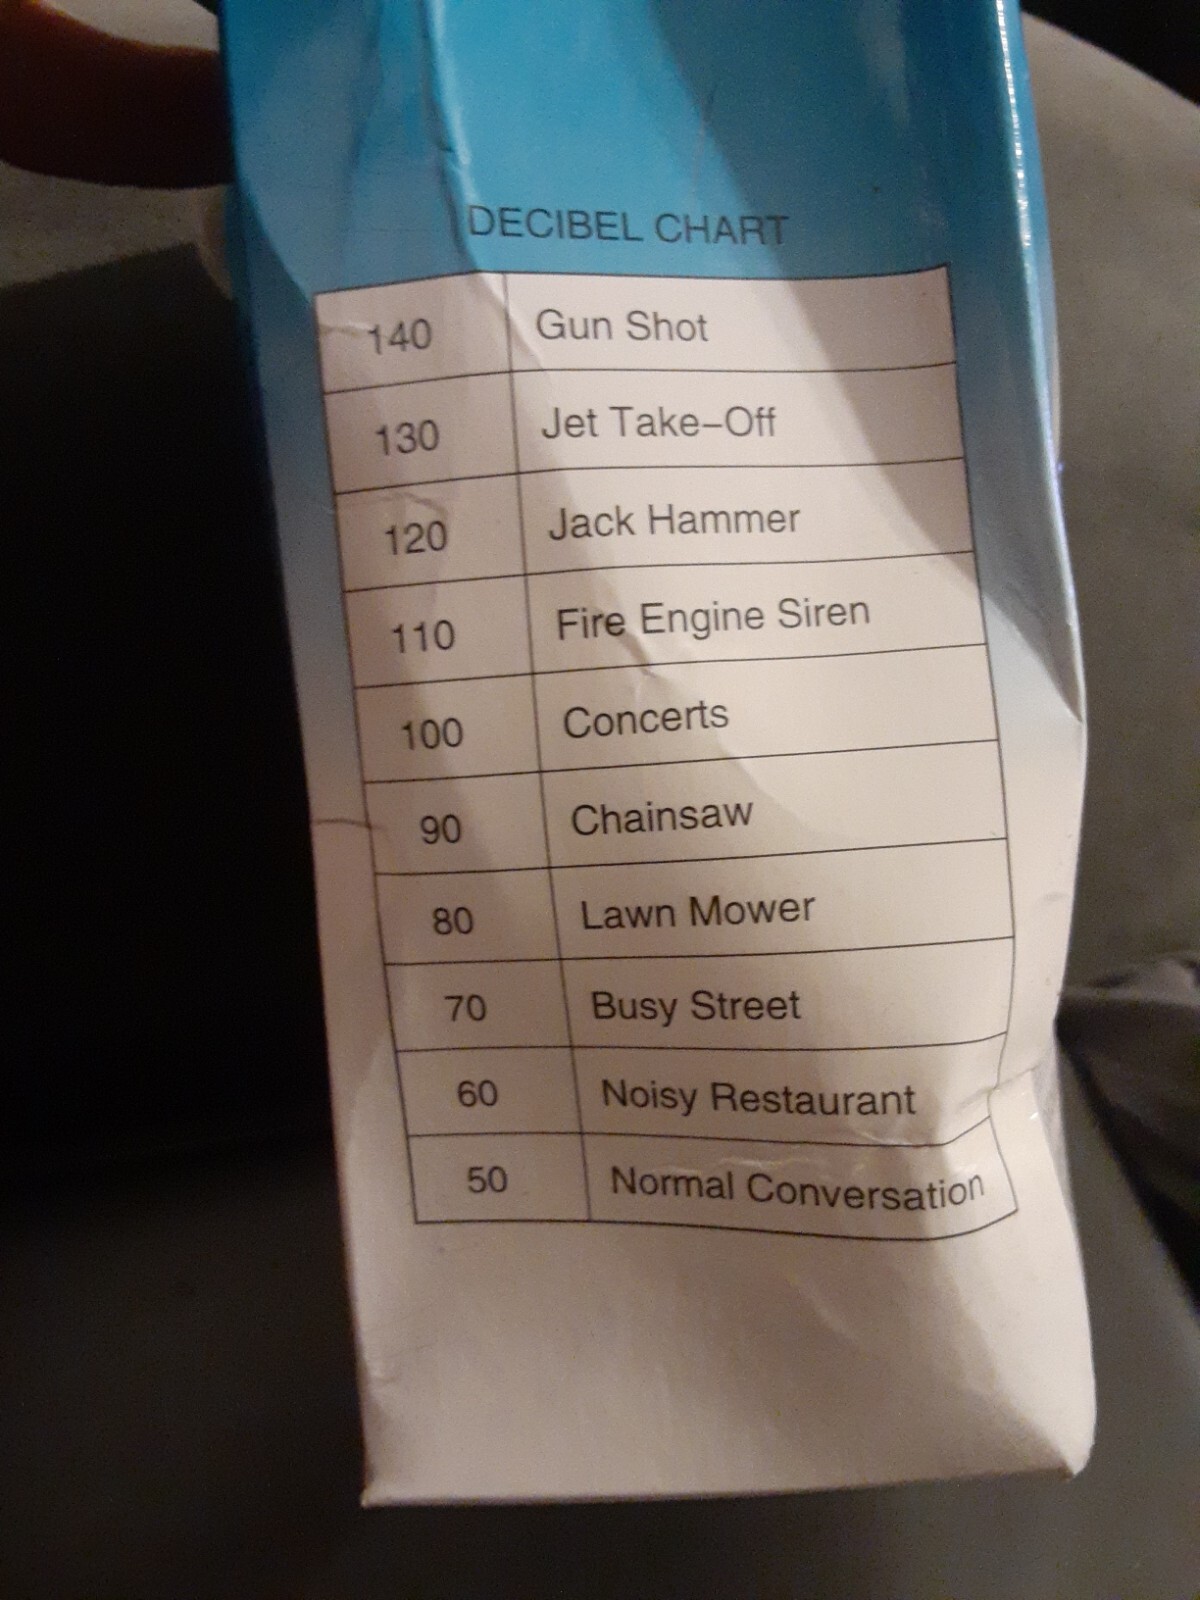 DECIBEL CHART
140 Gun Shot
130 Jet Take–Off
120 Jack Hammer
110 Fire Engine Siren
100 Concerts
90 Chainsaw
80 Lawn Mower
70 Busy Street
60 Noisy Restaurant
50 Normal Conversation